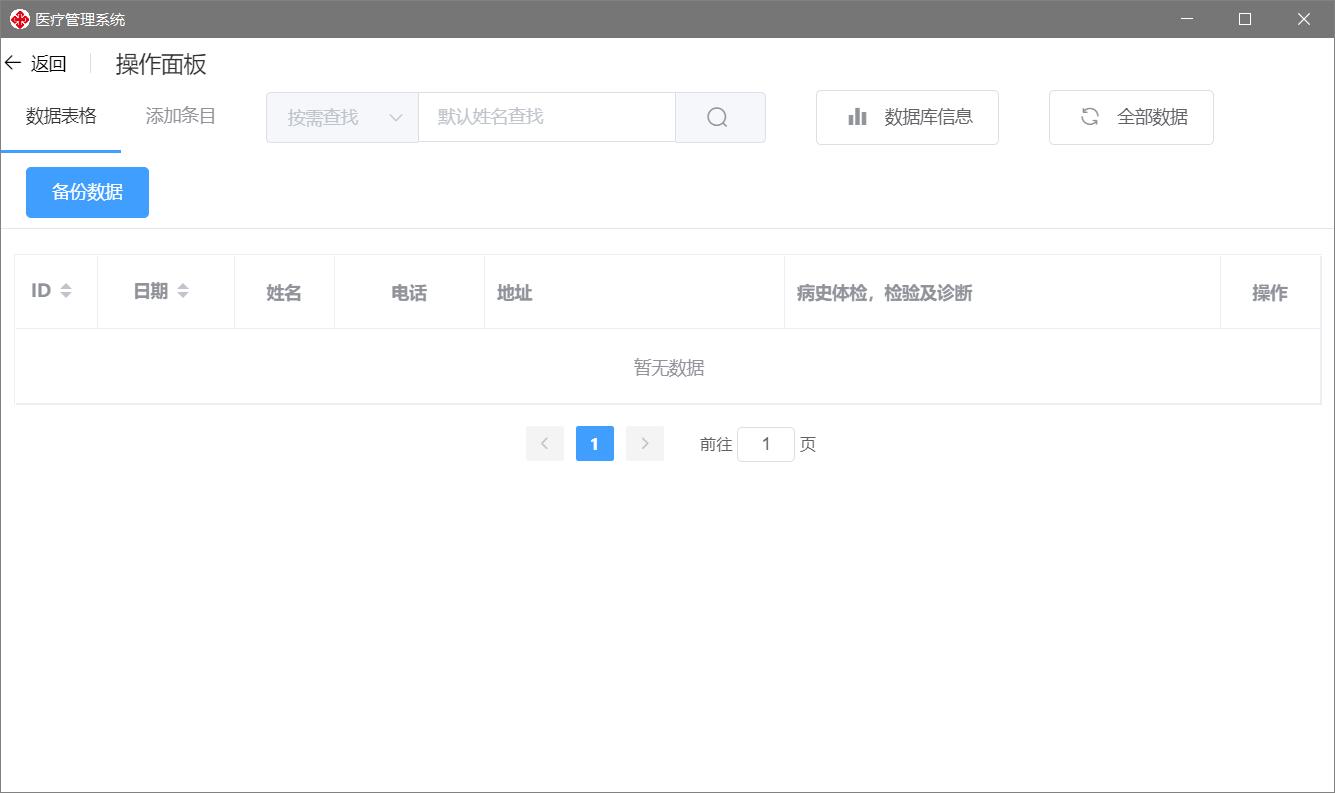 医疗管理系统
返回 操作面板
数据表格 添加条目 按需查找 默认姓名查找 数据库信息 全部数据
备份数据
ID 日期 姓名 电话 地址 病史体检，检验及诊断 操作
暂无数据
1 前往 1 页